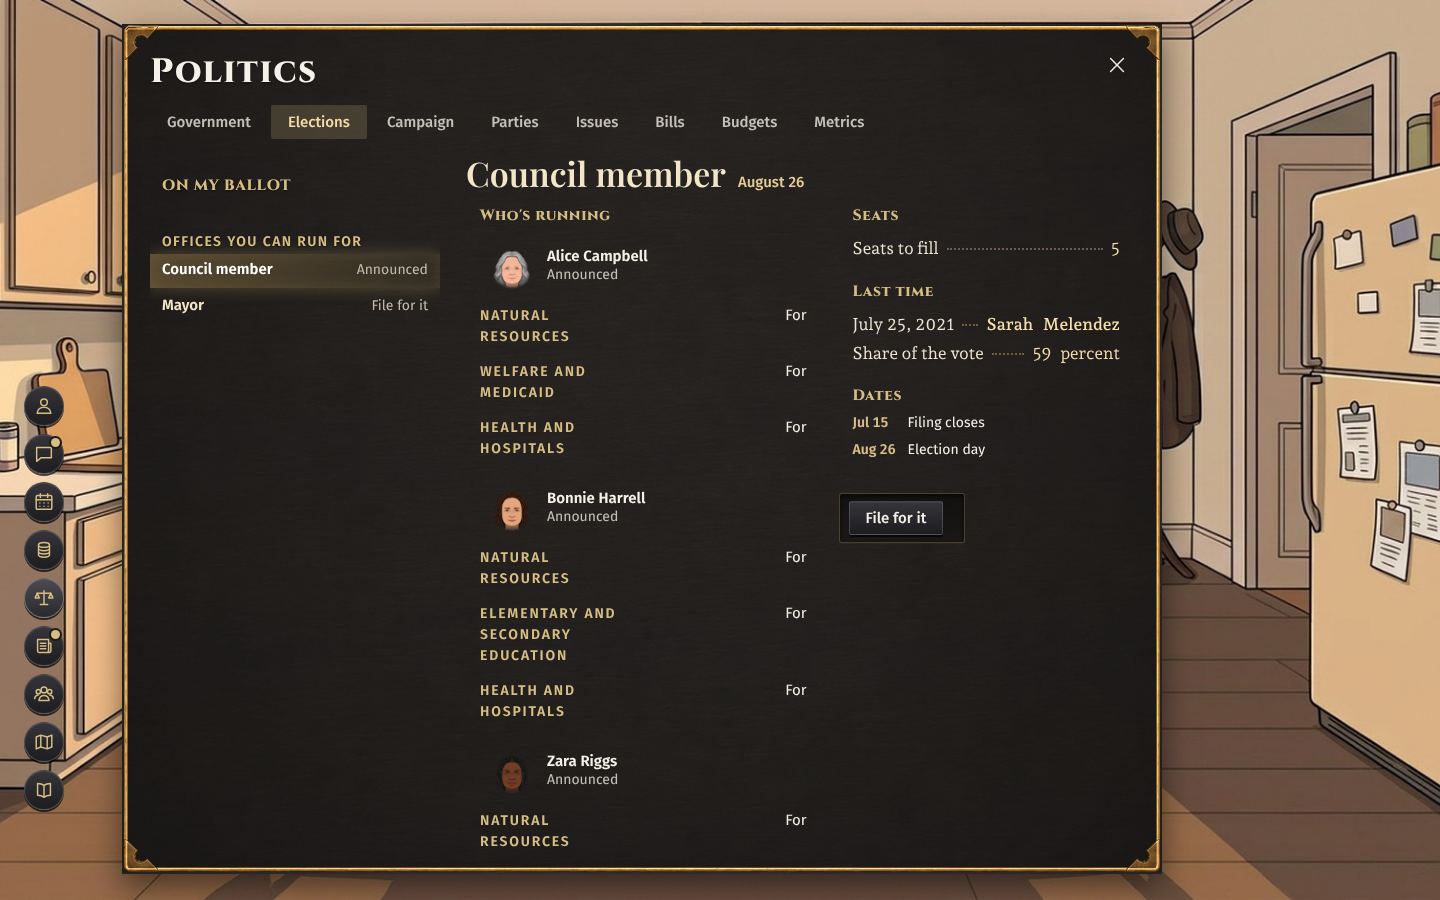 Politics
Government
Elections
Campaign
Parties
Issues
Bills
Budgets
Metrics
ON MY BALLOT
OFFICES YOU CAN RUN FOR
Council member Announced
Mayor File for it
Council member August 26
Who's running
Alice Campbell
Announced
NATURAL RESOURCES For
WELFARE AND MEDICAID For
HEALTH AND HOSPITALS For
Bonnie Harrell
Announced
NATURAL RESOURCES For
ELEMENTARY AND SECONDARY EDUCATION For
HEALTH AND HOSPITALS For
Zara Riggs
Announced
NATURAL RESOURCES For
Seats
Seats to fill 5
Last time
July 25, 2021 Sarah Melendez
Share of the vote 59 percent
Dates
Jul 15 Filing closes
Aug 26 Election day
File for it